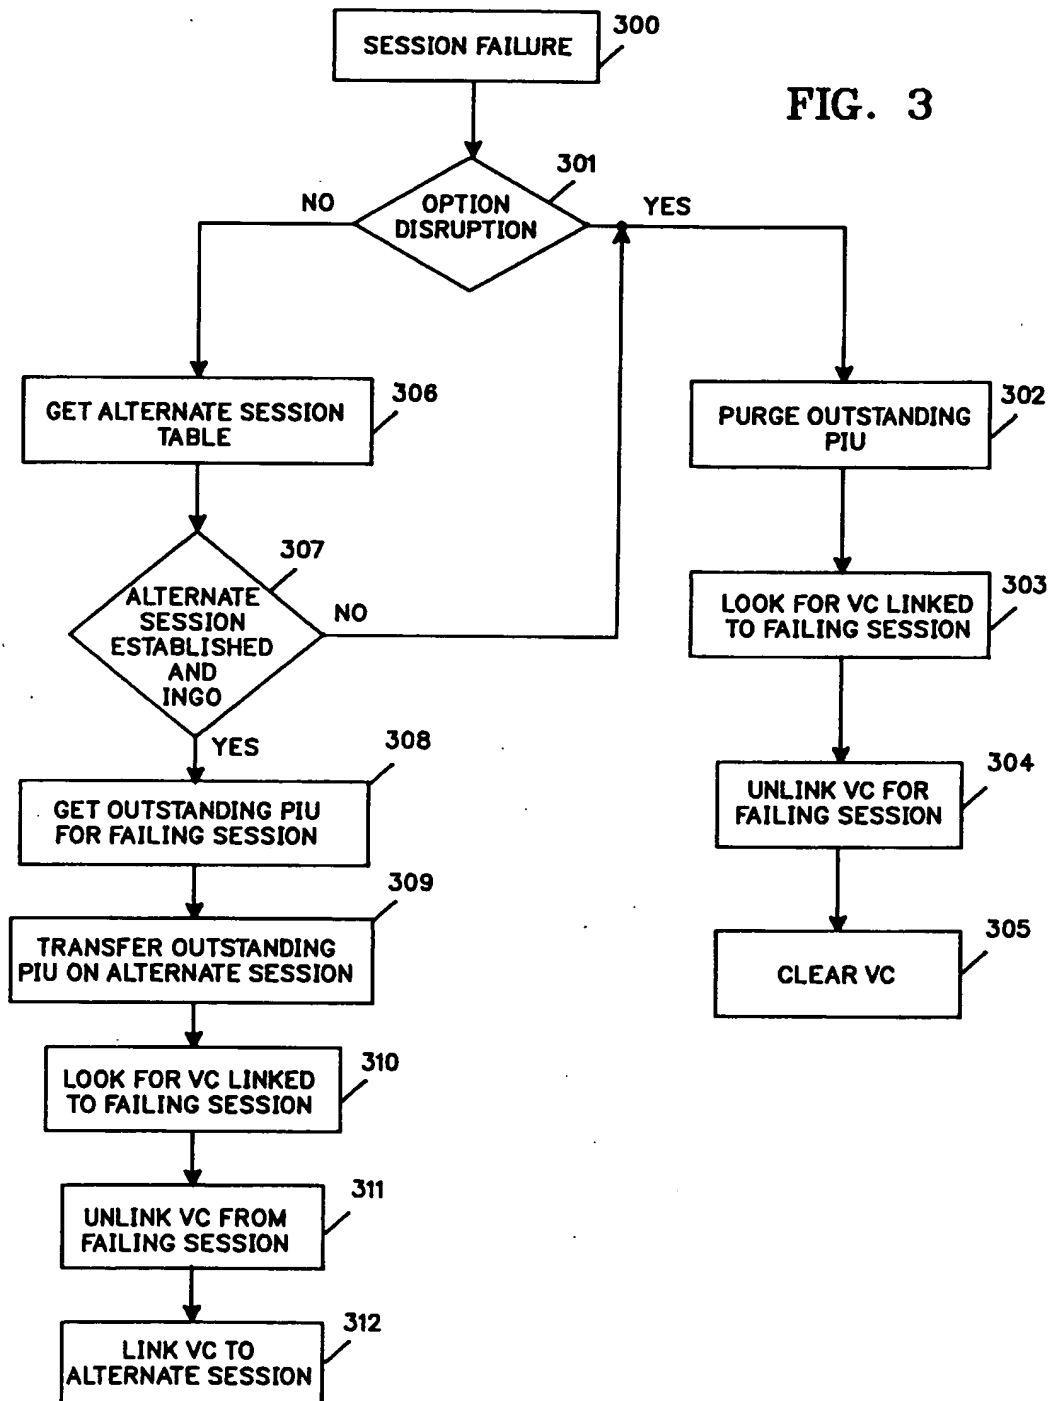 300
SESSION FAILURE
FIG. 3
301
NO
OPTION
DISRUPTION
YES
306
GET ALTERNATE SESSION
TABLE
302
PURGE OUTSTANDING
PIU
307
ALTERNATE
SESSION
ESTABLISHED
AND
INGO
NO
303
LOOK FOR VC LINKED
TO FAILING SESSION
YES
308
GET OUTSTANDING PIU
FOR FAILING SESSION
304
UNLINK VC FOR
FAILING SESSION
309
TRANSFER OUTSTANDING
PIU ON ALTERNATE SESSION
305
CLEAR VC
310
LOOK FOR VC LINKED
TO FAILING SESSION
311
UNLINK VC FROM
FAILING SESSION
312
LINK VC TO
ALTERNATE SESSION